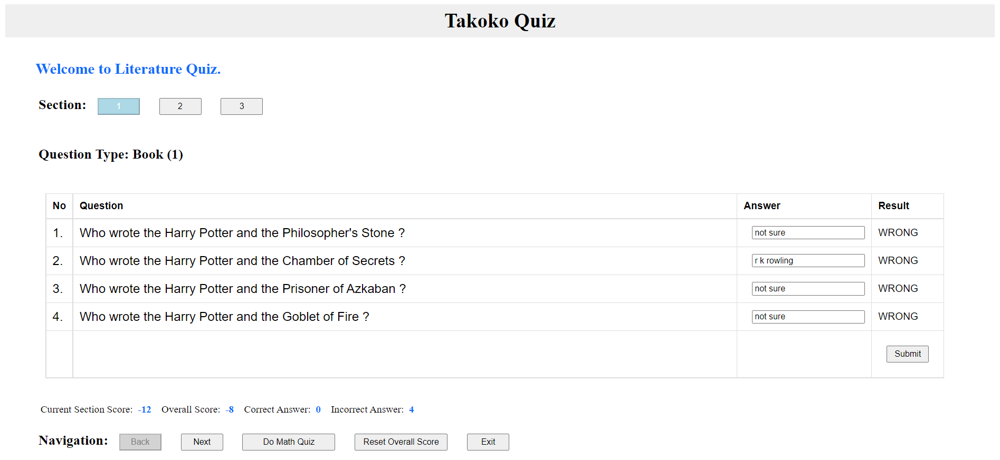 Takoko Quiz
Welcome to Literature Quiz.
Section: 1 2 3
Question Type: Book (1)
No Question Answer Result
1. Who wrote the Harry Potter and the Philosopher's Stone ? not sure WRONG
2. Who wrote the Harry Potter and the Chamber of Secrets ? r k rowling WRONG
3. Who wrote the Harry Potter and the Prisoner of Azkaban ? not sure WRONG
4. Who wrote the Harry Potter and the Goblet of Fire ? not sure WRONG
Submit
Current Section Score: -12 Overall Score: -8 Correct Answer: 0 Incorrect Answer: 4
Navigation: Back Next Do Math Quiz Reset Overall Score Exit